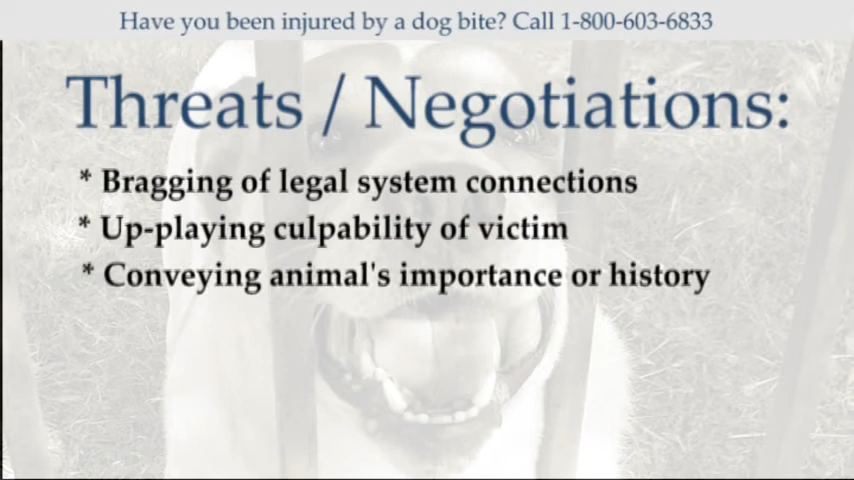 Have you been injured by a dog bite? Call 1-800-603-6833
Threats / Negotiations:
* Bragging of legal system connections
* Up-playing culpability of victim
* Conveying animal's importance or history